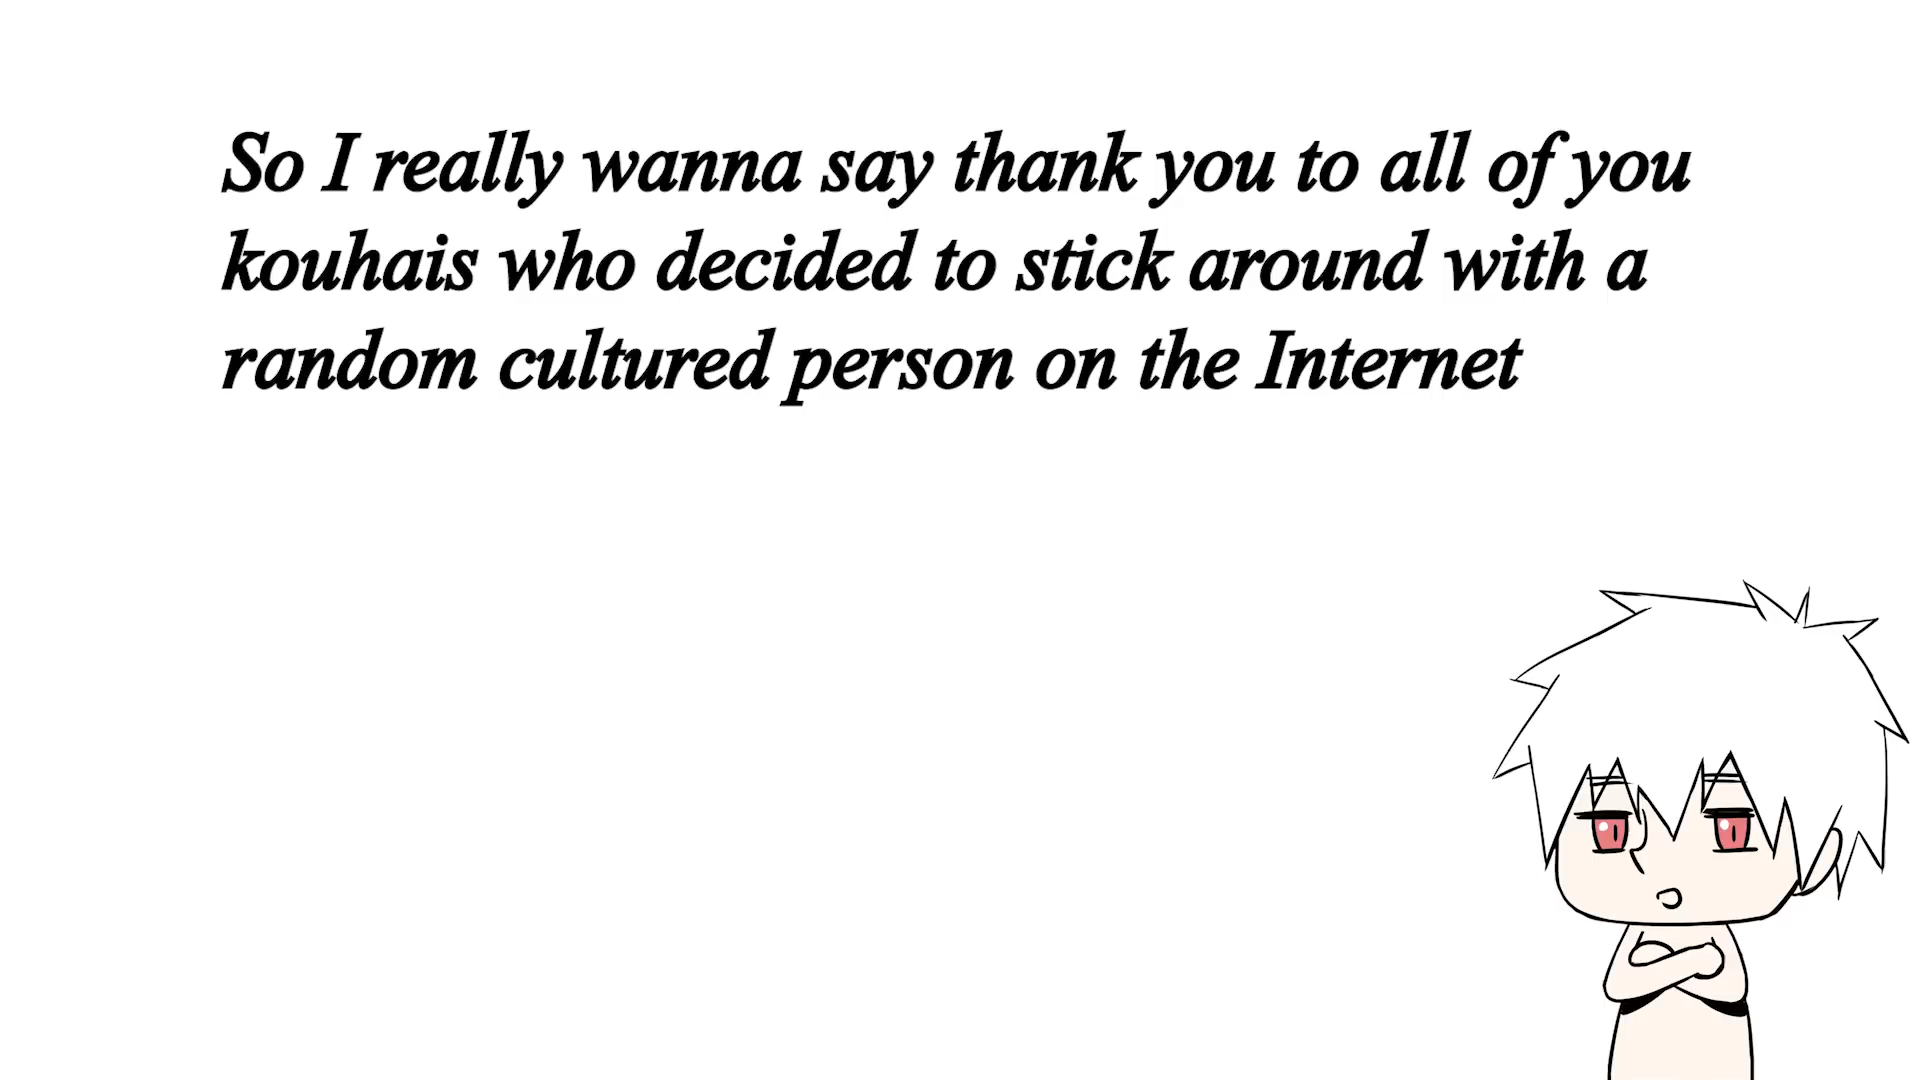 So I really wanna say thank you to all of you
kouhais who decided to stick around with a
random cultured person on the Internet